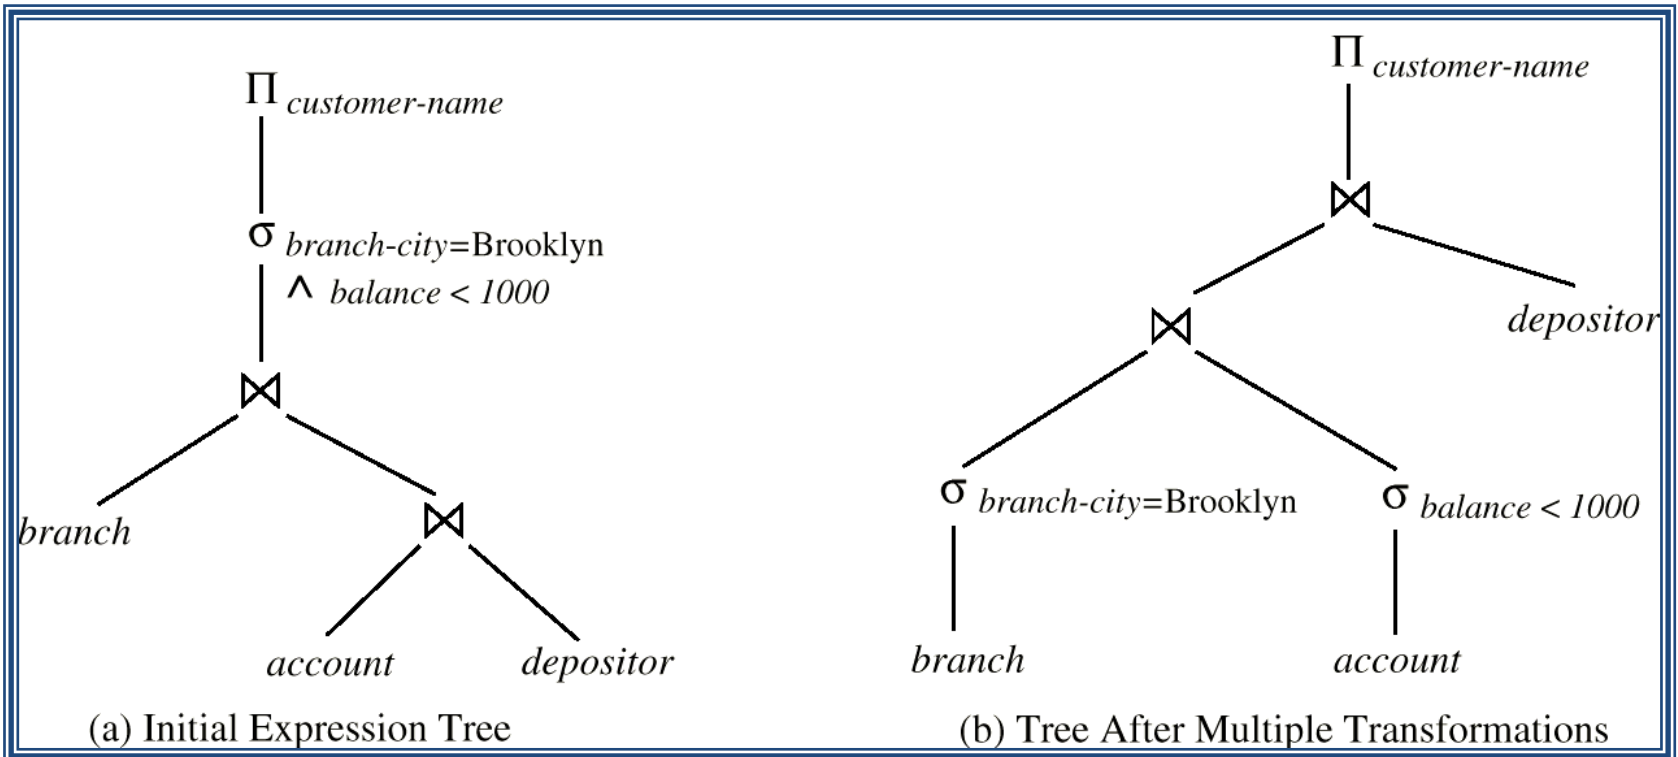 Π customer-name
σ branch-city=Brooklyn
∧ balance < 1000
⋈
branch
⋈
account
depositor
(a) Initial Expression Tree
Π customer-name
⋈
depositor
⋈
σ branch-city=Brooklyn
σ balance < 1000
branch
account
(b) Tree After Multiple Transformations